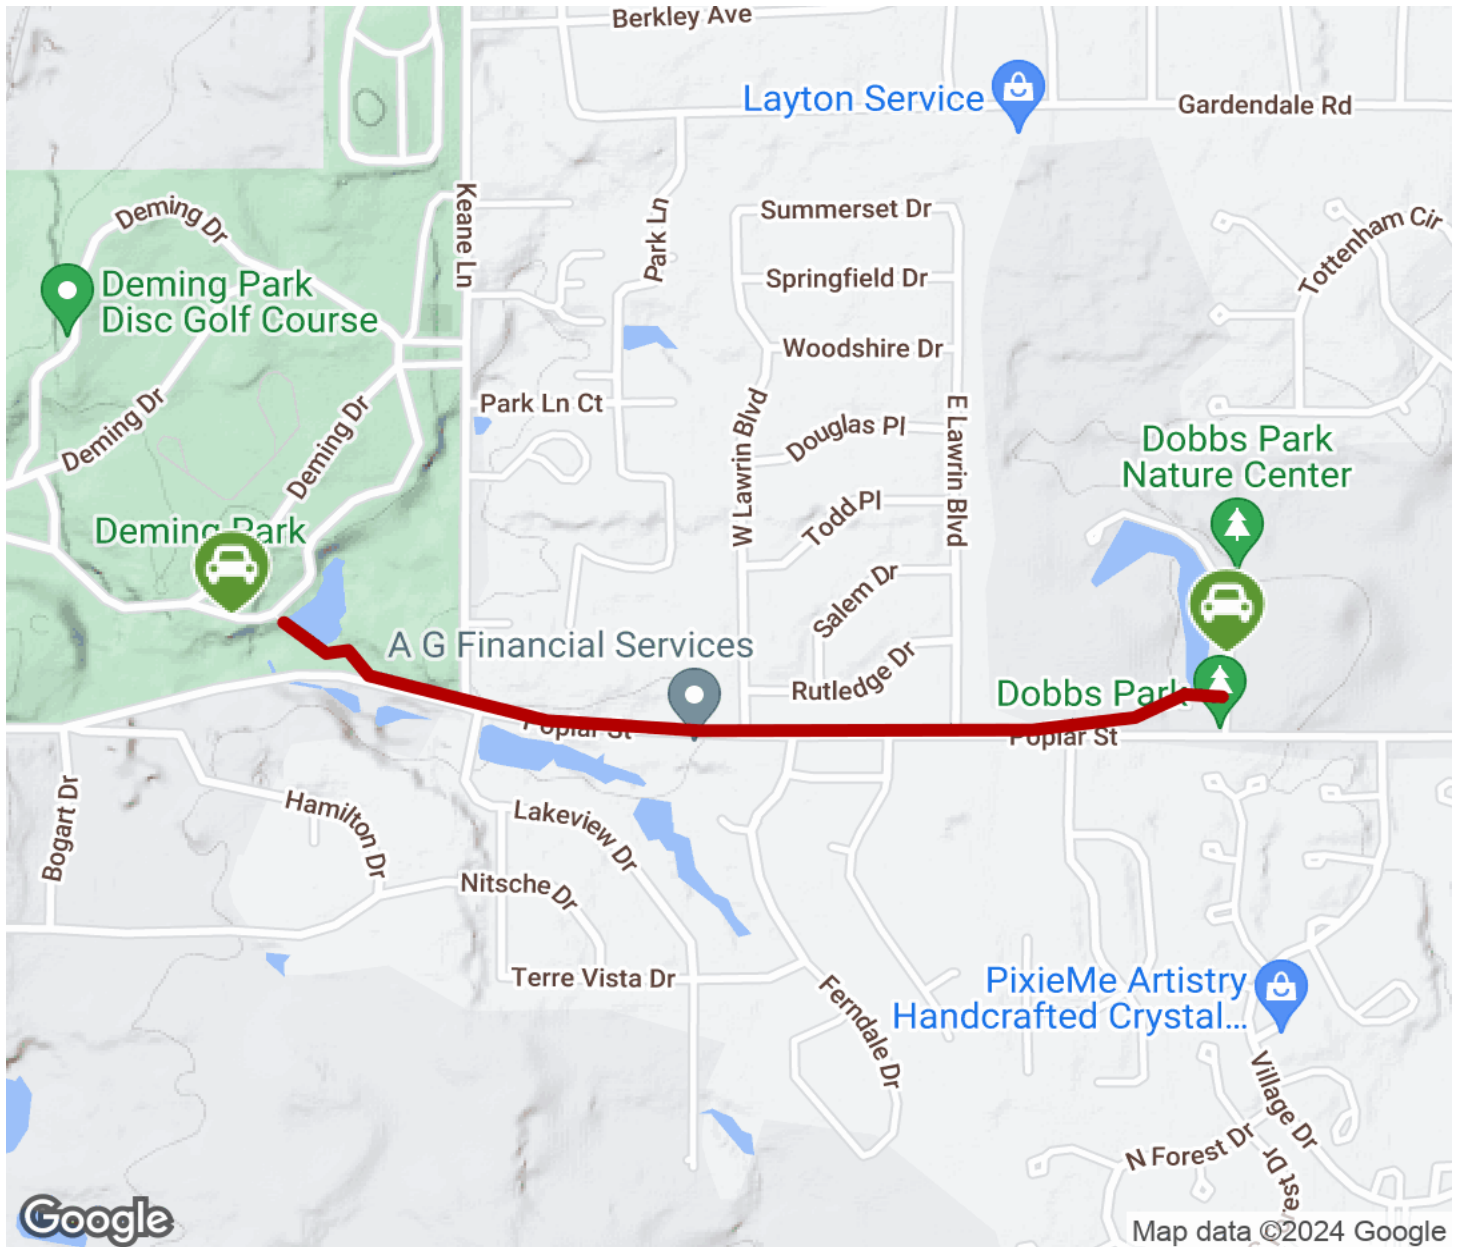 Berkley Ave
Layton Service
Gardendale Rd
Keane Ln
Park Ln
Summerset Dr
Deming Dr
Tottenham Cir
Springfield Dr
Deming Park
Disc Golf Course
Woodshire Dr
Park Ln Ct
Deming Dr
Deming Dr
W Lawrin Blvd
Douglas Pl
E Lawrin Blvd
Dobbs Park
Nature Center
Todd Pl
Deming Park
Salem Dr
A G Financial Services
Rutledge Dr
Dobbs Park
Poplar St
Poplar St
Bogart Dr
Hamilton Dr
Lakeview Dr
Nitsche Dr
Terre Vista Dr
Ferndale Dr
PixieMe Artistry
Handcrafted Crystal...
Village Dr
N Forest Dr
est Dr
Google
Map data ©2024 Google